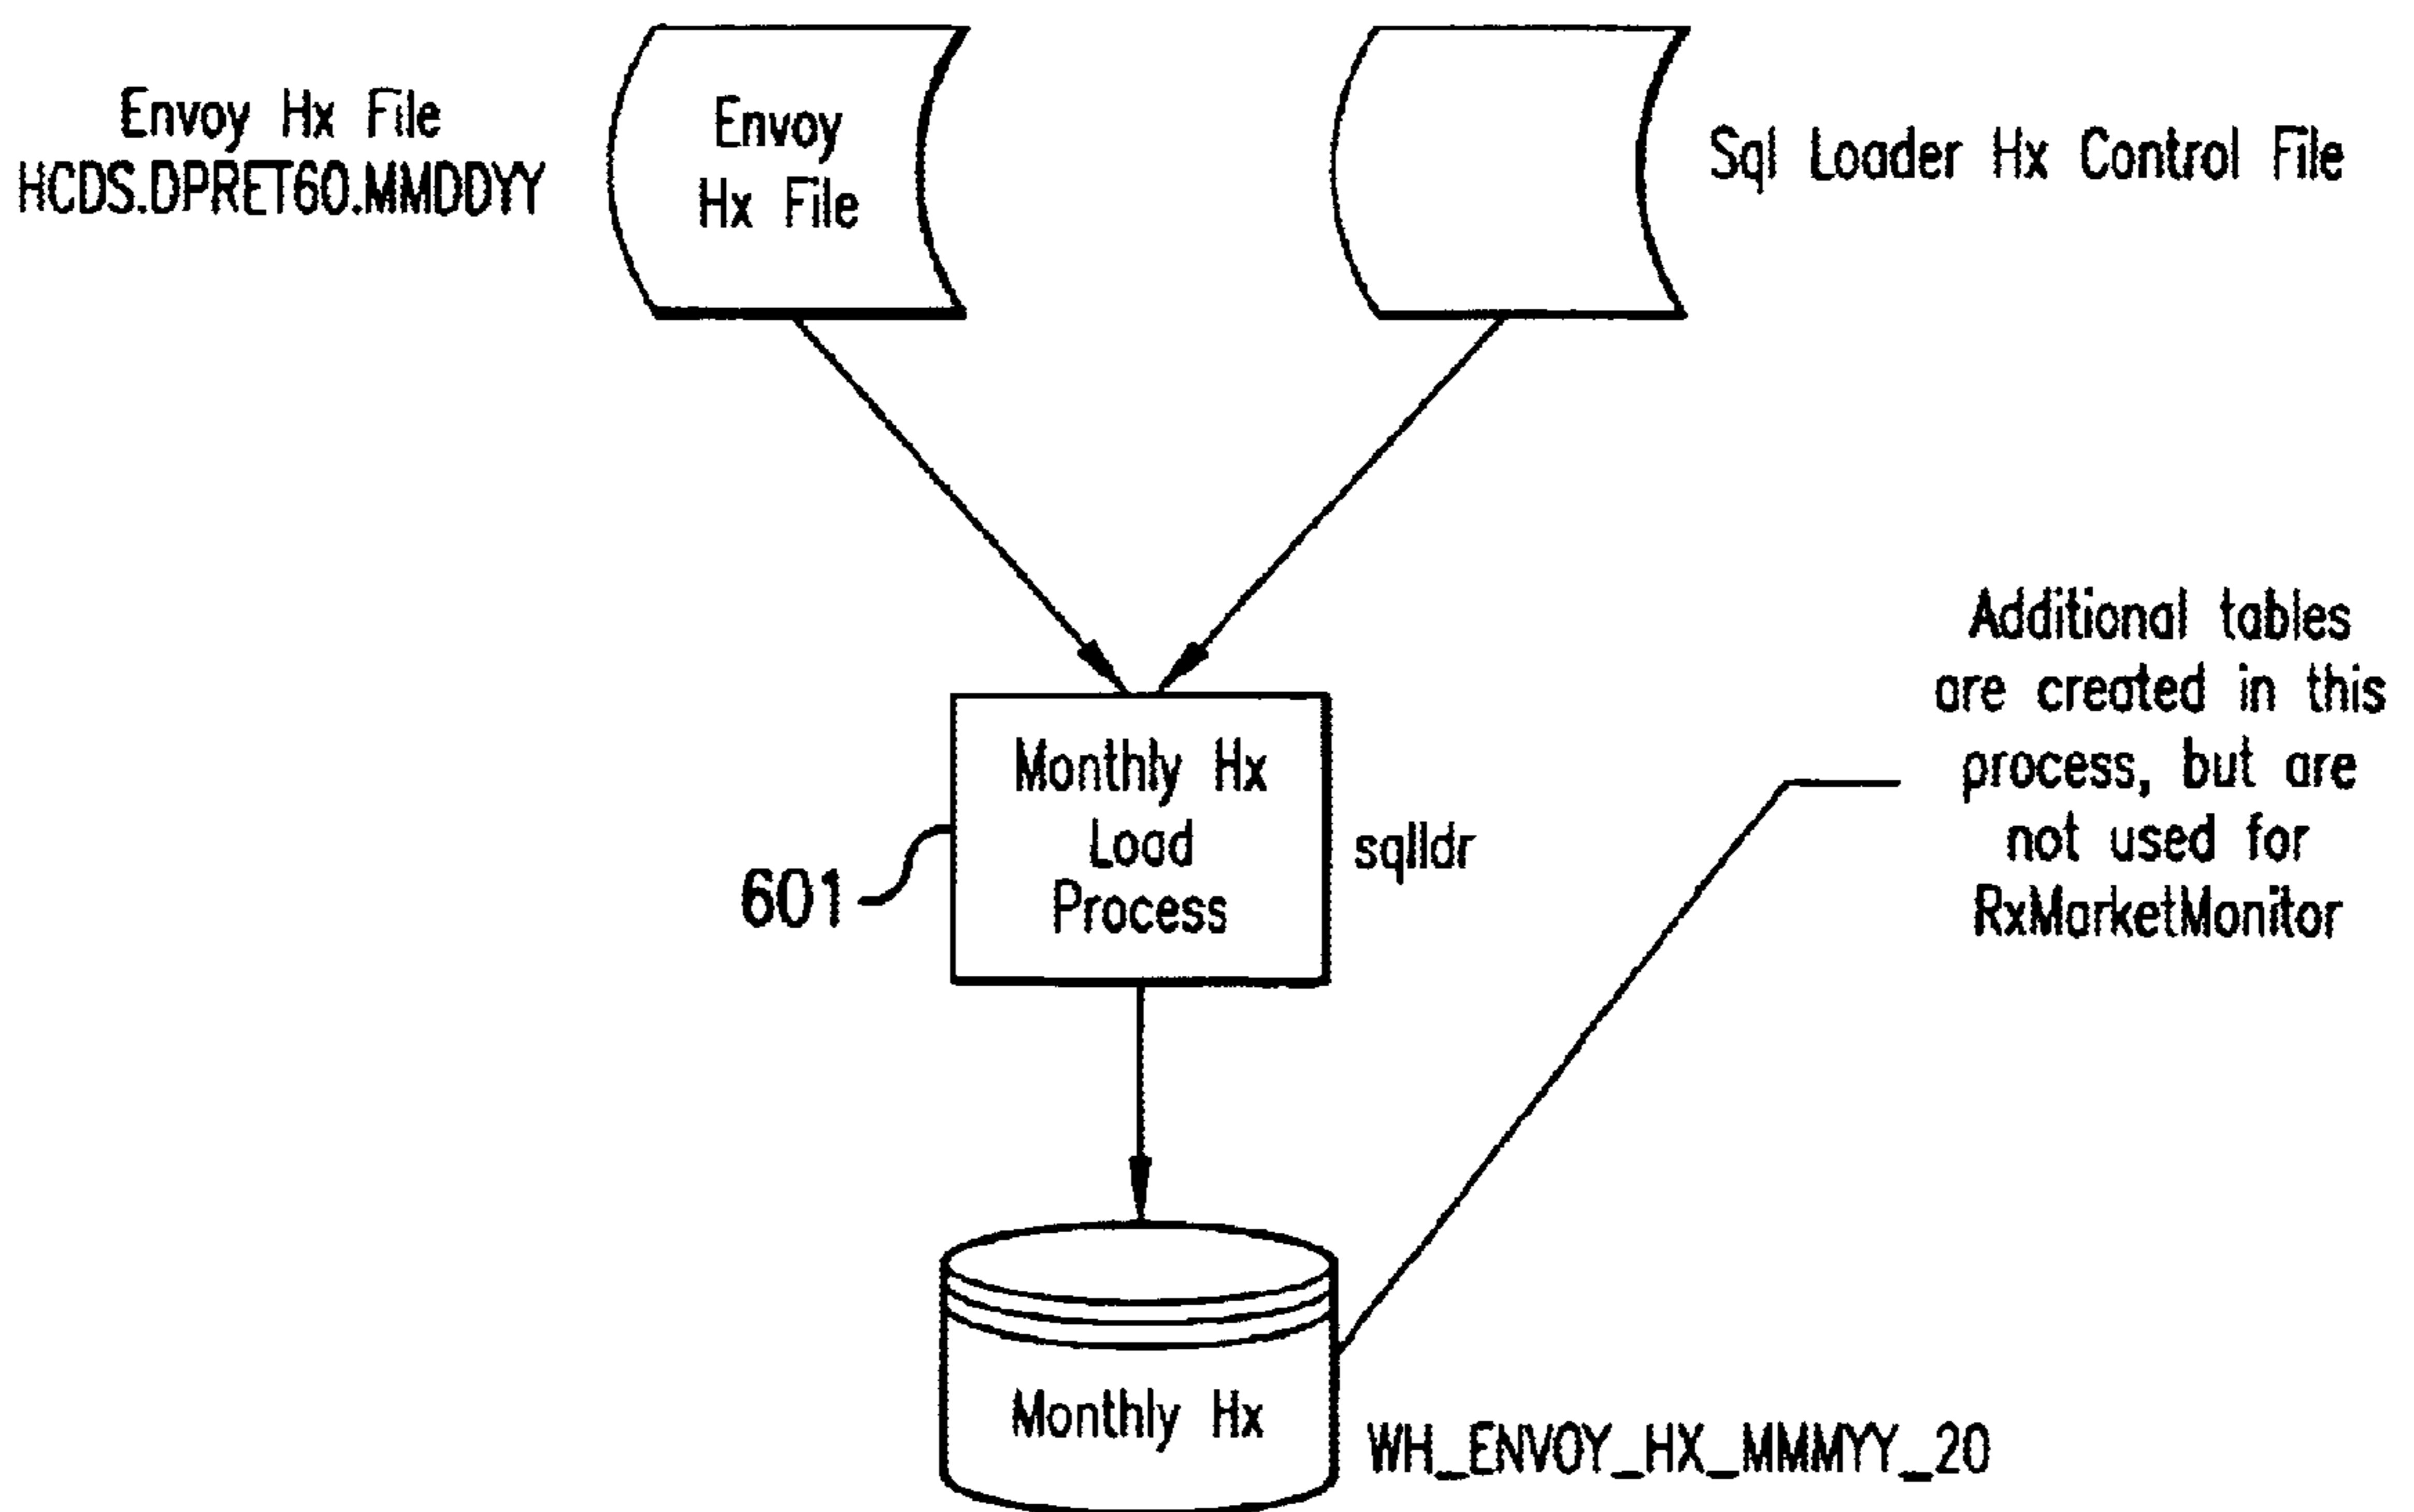 Envoy Hx File
HCDS.DPRET60.MMDDYY
Envoy
Hx File
Sql Loader Hx Control File
Additional tables
are created in this
process, but are
not used for
RxMarketMonitor
Monthly Hx
Load
Process
sqlldr
601
Monthly Hx
WH_ENVOY_HX_MMMYY_20